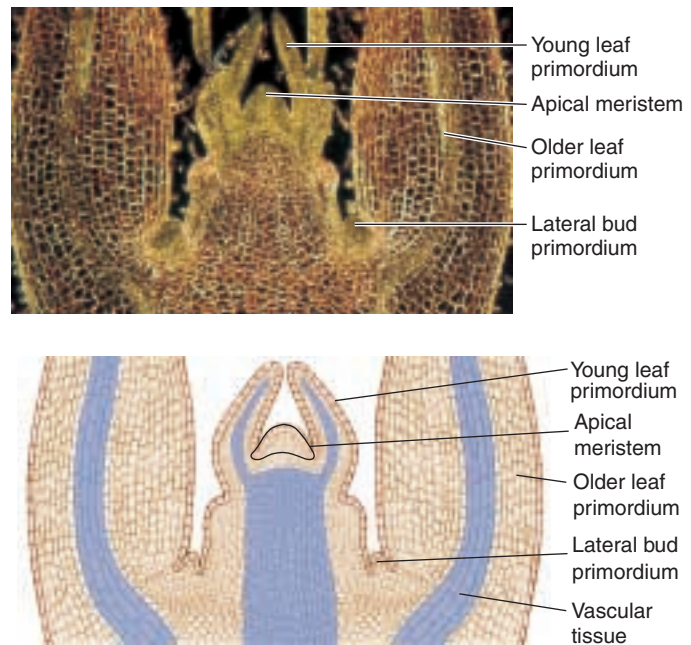 Young leaf
primordium
Apical meristem
Older leaf
primordium
Lateral bud
primordium
Young leaf
primordium
Apical
meristem
Older leaf
primordium
Lateral bud
primordium
Vascular
tissue